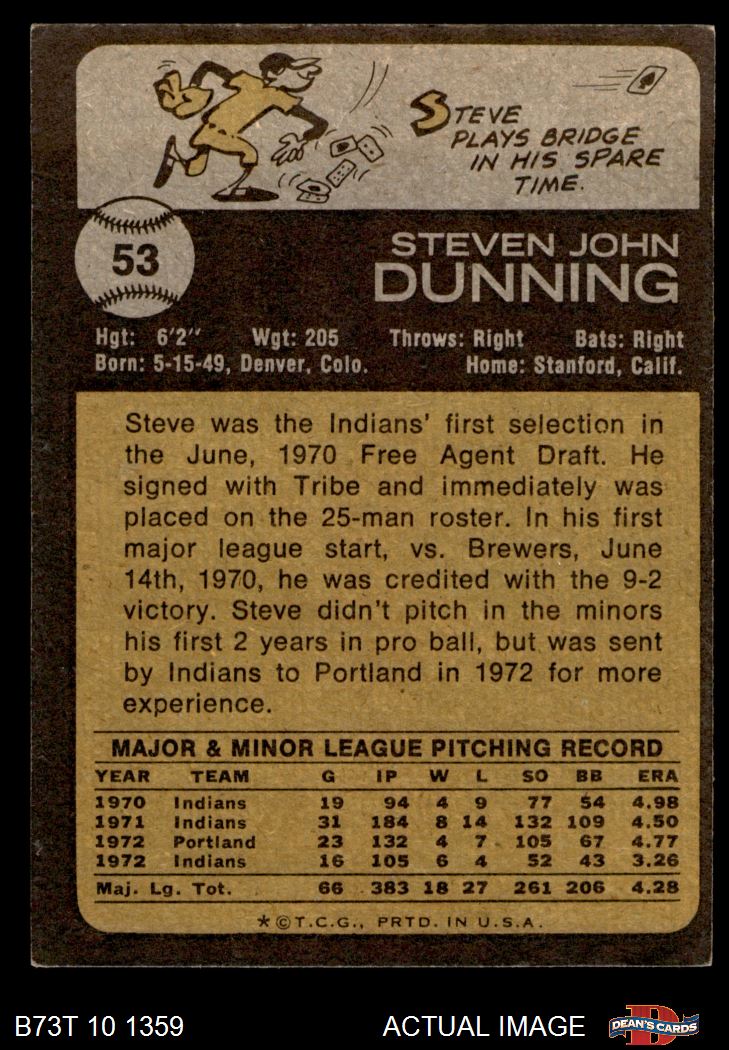 STEVE
PLAYS BRIDGE
IN HIS SPARE
TIME.
53
STEVEN JOHN
DUNNING
Hgt: 6'2" Wgt: 205 Throws: Right Bats: Right
Born: 5-15-49, Denver, Colo. Home: Stanford, Calif.
Steve was the Indians' first selection in
the June, 1970 Free Agent Draft. He
signed with Tribe and immediately was
placed on the 25-man roster. In his first
major league start, vs. Brewers, June
14th, 1970, he was credited with the 9-2
victory. Steve didn't pitch in the minors
his first 2 years in pro ball, but was sent
by Indians to Portland in 1972 for more
experience.
MAJOR & MINOR LEAGUE PITCHING RECORD
YEAR TEAM G IP W L SO BB ERA
1970 Indians 19 94 4 9 77 54 4.98
1971 Indians 31 184 8 14 132 109 4.50
1972 Portland 23 132 4 7 105 67 4.77
1972 Indians 16 105 6 4 52 43 3.26
Maj. Lg. Tot. 66 383 18 27 261 206 4.28
*©T.C.G., PRTD. IN U.S.A.
B73T 10 1359 ACTUAL IMAGE DEAN'S CARDS